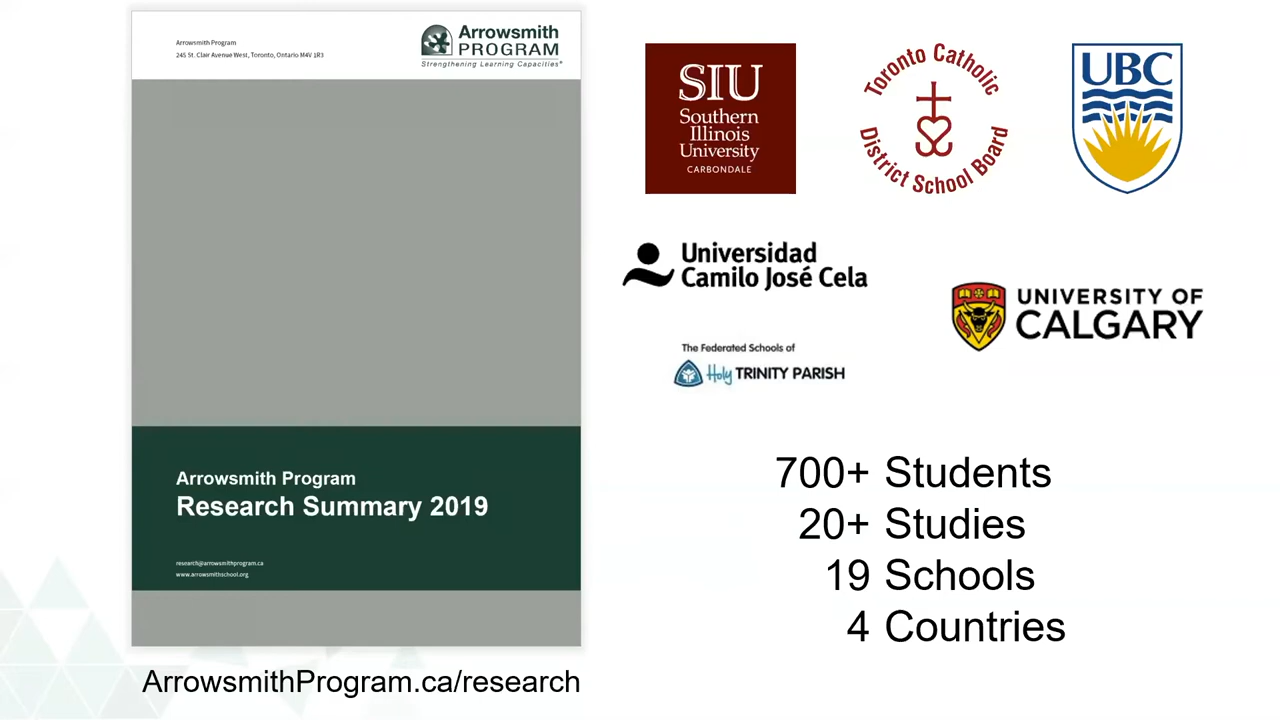 Arrowsmith Program
245 St. Clair Avenue West, Toronto, Ontario M4V 1R3
Arrowsmith
PROGRAM
Strengthening Learning Capacities®
Arrowsmith Program
Research Summary 2019
research@arrowsmithprogram.ca
www.arrowsmithschool.org
ArrowsmithProgram.ca/research
SIU
Southern
Illinois
University
CARBONDALE
Toronto Catholic
District School Board
UBC
Universidad
Camilo José Cela
UNIVERSITY OF
CALGARY
The Federated Schools of
Holy TRINITY PARISH
700+ Students
20+ Studies
19 Schools
4 Countries